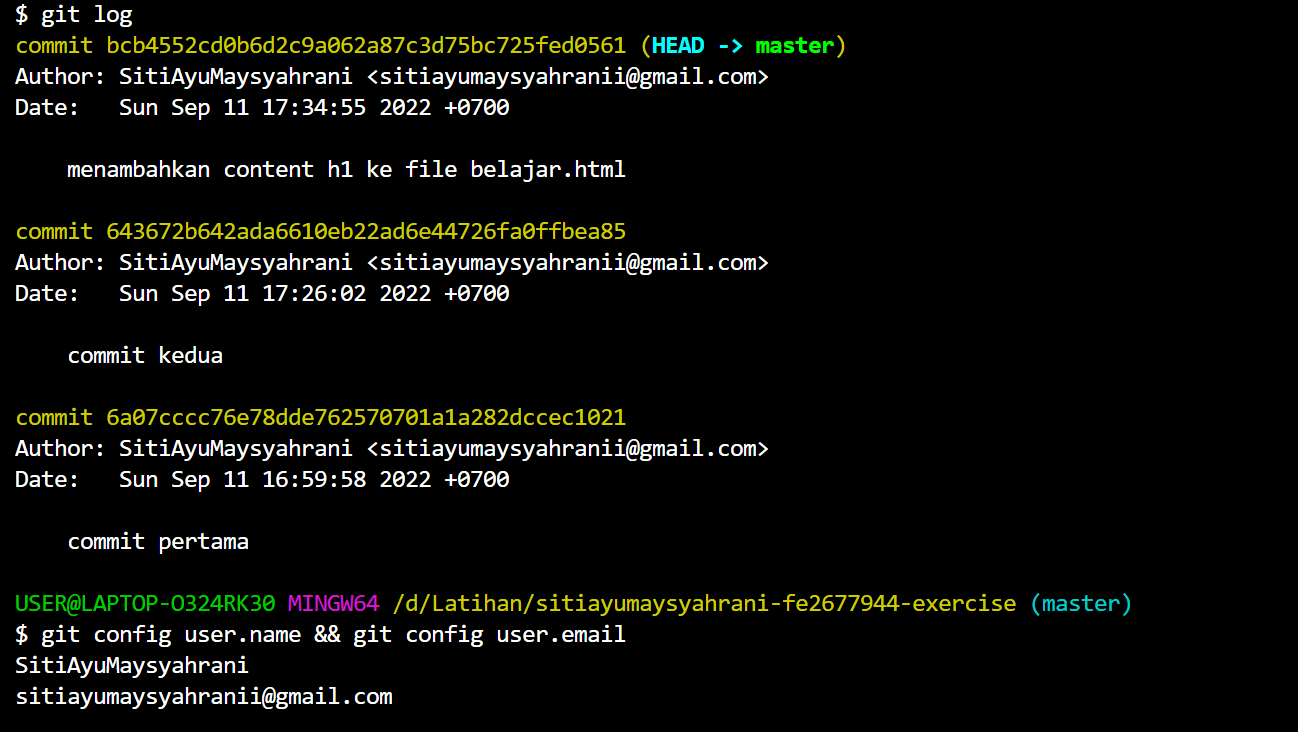 $ git log
commit bcb4552cd0b6d2c9a062a87c3d75bc725fed0561 (HEAD -> master)
Author: SitiAyuMaysyahrani <sitiayumaysyahranii@gmail.com>
Date:   Sun Sep 11 17:34:55 2022 +0700
menambahkan content h1 ke file belajar.html
commit 643672b642ada6610eb22ad6e44726fa0ffbea85
Author: SitiAyuMaysyahrani <sitiayumaysyahranii@gmail.com>
Date:   Sun Sep 11 17:26:02 2022 +0700
commit kedua
commit 6a07cccc76e78dde762570701a1a282dccec1021
Author: SitiAyuMaysyahrani <sitiayumaysyahranii@gmail.com>
Date:   Sun Sep 11 16:59:58 2022 +0700
commit pertama
USER@LAPTOP-O324RK30 MINGW64 /d/Latihan/sitiayumaysyahrani-fe2677944-exercise (master)
$ git config user.name && git config user.email
SitiAyuMaysyahrani
sitiayumaysyahranii@gmail.com